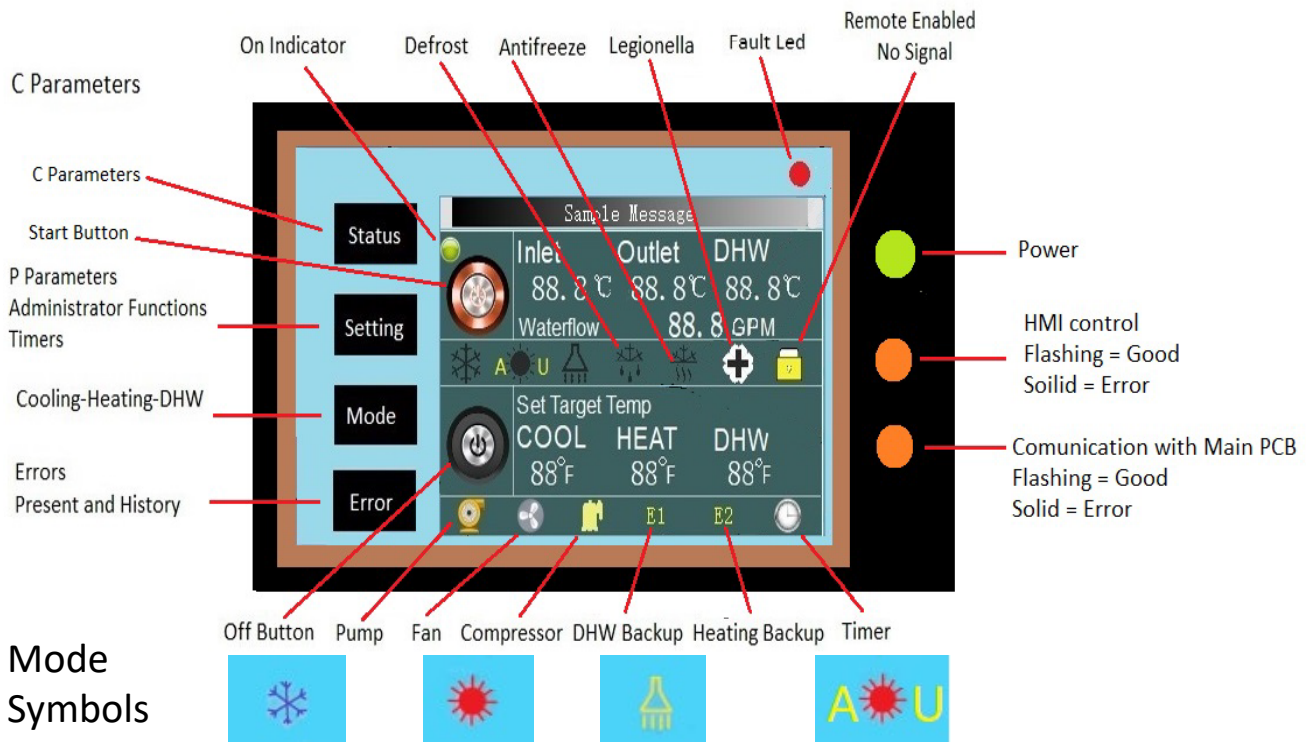 Remote Enabled
No Signal
On Indicator
Defrost
Antifreeze
Legionella
Fault Led
C Parameters
C Parameters
Start Button
P Parameters
Administrator Functions
Timers
Cooling-Heating-DHW
Errors
Present and History
Status
Setting
Mode
Error
Sample Message
Inlet Outlet DHW
88.8℃ 88.8℃ 88.8℃
Waterflow 88.8 GPM
A U
Set Target Temp
COOL HEAT DHW
88°F 88°F 88°F
E1 E2
Power
HMI control
Flashing = Good
Soilid = Error
Comunication with Main PCB
Flashing = Good
Solid = Error
Off Button
Pump
Fan
Compressor
DHW Backup
Heating Backup
Timer
Mode
Symbols
A U